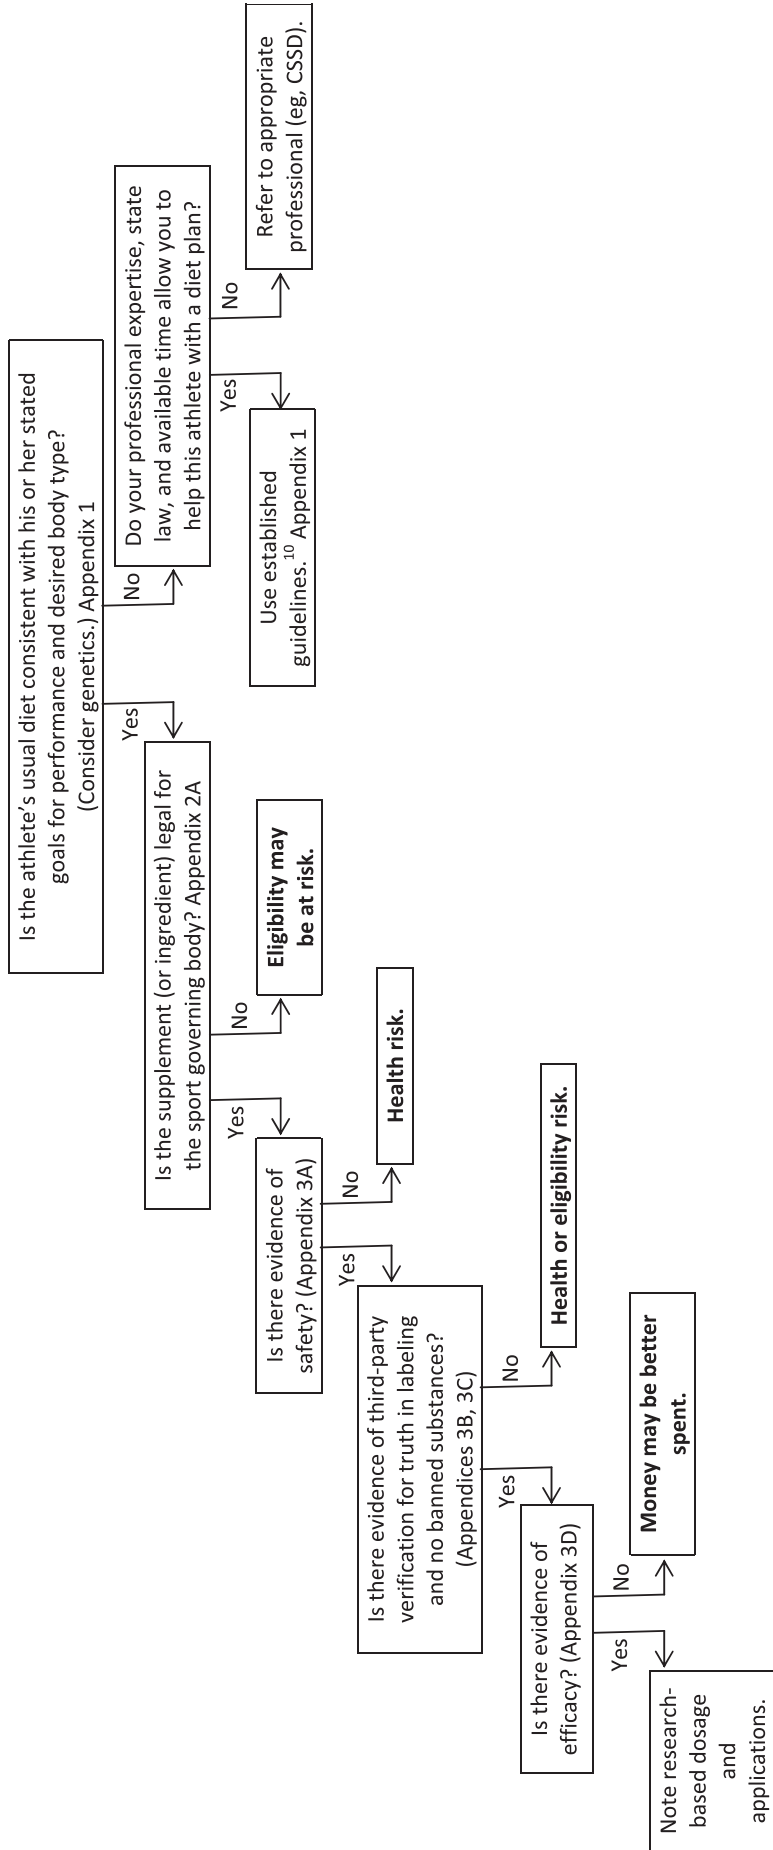 Is the athlete’s usual diet consistent with his or her stated
goals for performance and desired body type?
(Consider genetics.) Appendix 1
Yes
No
Is the supplement (or ingredient) legal for
the sport governing body? Appendix 2A
Do your professional expertise, state
law, and available time allow you to
help this athlete with a diet plan?
Yes
No
Yes
No
Is there evidence of
safety? (Appendix 3A)
Eligibility may
be at risk.
Use established
guidelines.¹⁰ Appendix 1
Refer to appropriate
professional (eg, CSSD).
Yes
No
Is there evidence of third-party
verification for truth in labeling
and no banned substances?
(Appendices 3B, 3C)
Health risk.
Yes
No
Is there evidence of
efficacy? (Appendix 3D)
Health or eligibility risk.
Yes
No
Note research-
based dosage
and
applications.
Money may be better
spent.